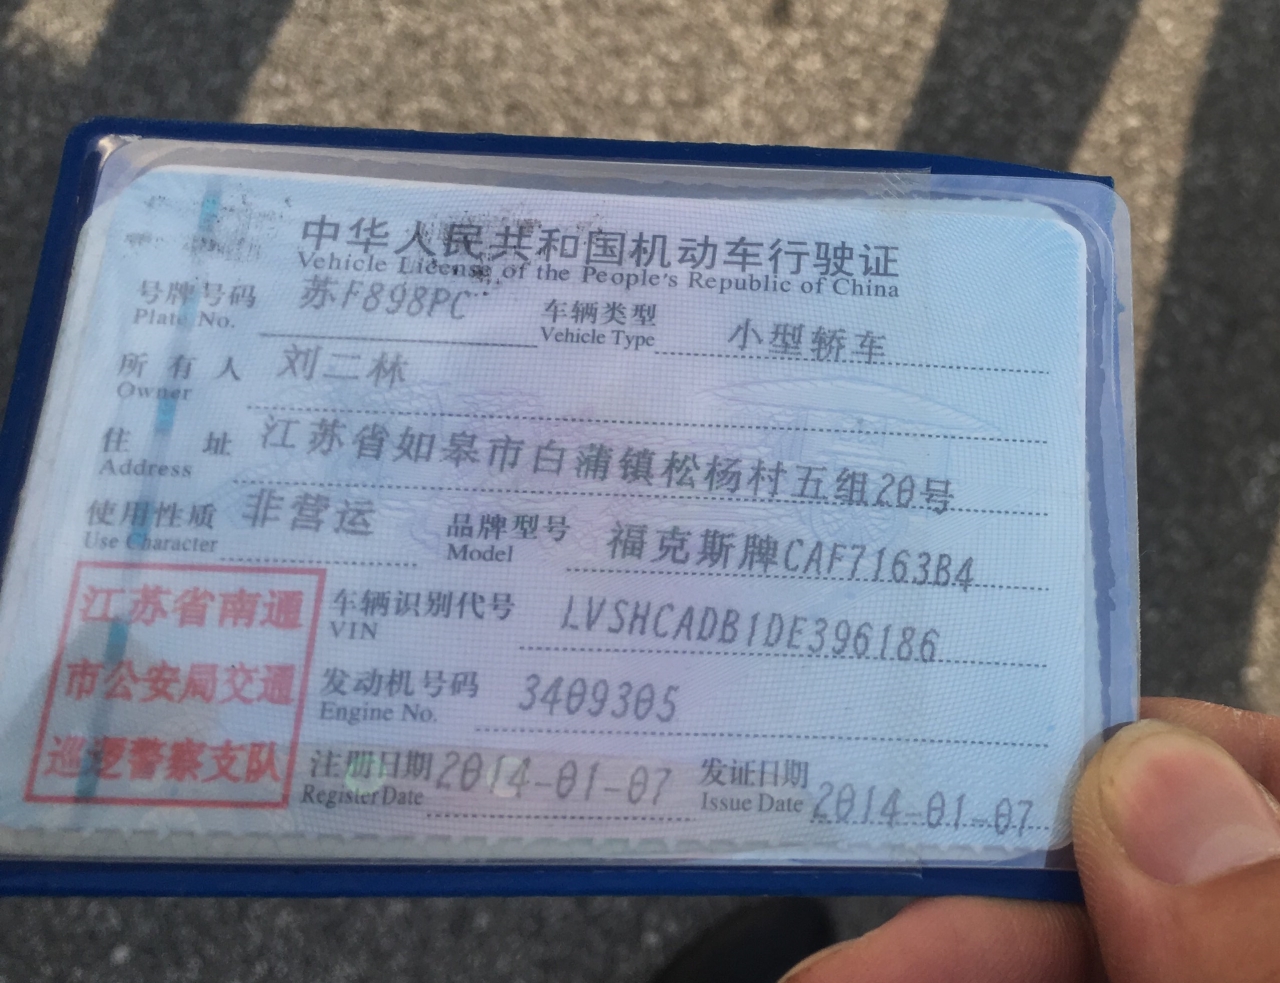 中华人民共和国机动车行驶证
Vehicle License of the People's Republic of China
号牌号码 苏F898PC 车辆类型 小型轿车
Plate No. Vehicle Type
所有人 刘二林
Owner
住址 江苏省如皋市白蒲镇松杨村五组20号
Address
使用性质 非营运 品牌型号 福克斯牌CAF7163B4
Use Character Model
江苏省南通
市公安局交通
巡逻警察支队
车辆识别代号 LVSHCADB1DE396186
VIN
发动机号码 3409305
Engine No.
注册日期 2014-01-07 发证日期 2014-01-07
Register Date Issue Date